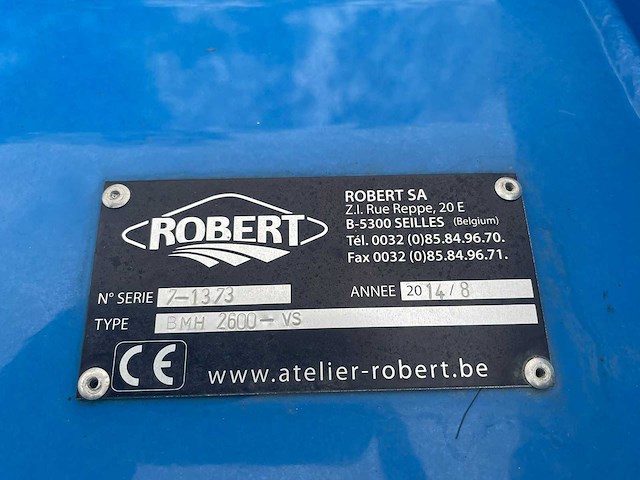 ROBERT
ROBERT SA
Z.I. Rue Reppe, 20 E
B-5300 SEILLES (Belgium)
Tél. 0032 (0)85.84.96.70.
Fax 0032 (0)85.84.96.71.
N° SERIE 7-1373 ANNEE 2014/8
TYPE BMH 2600-VS
CE www.atelier-robert.be